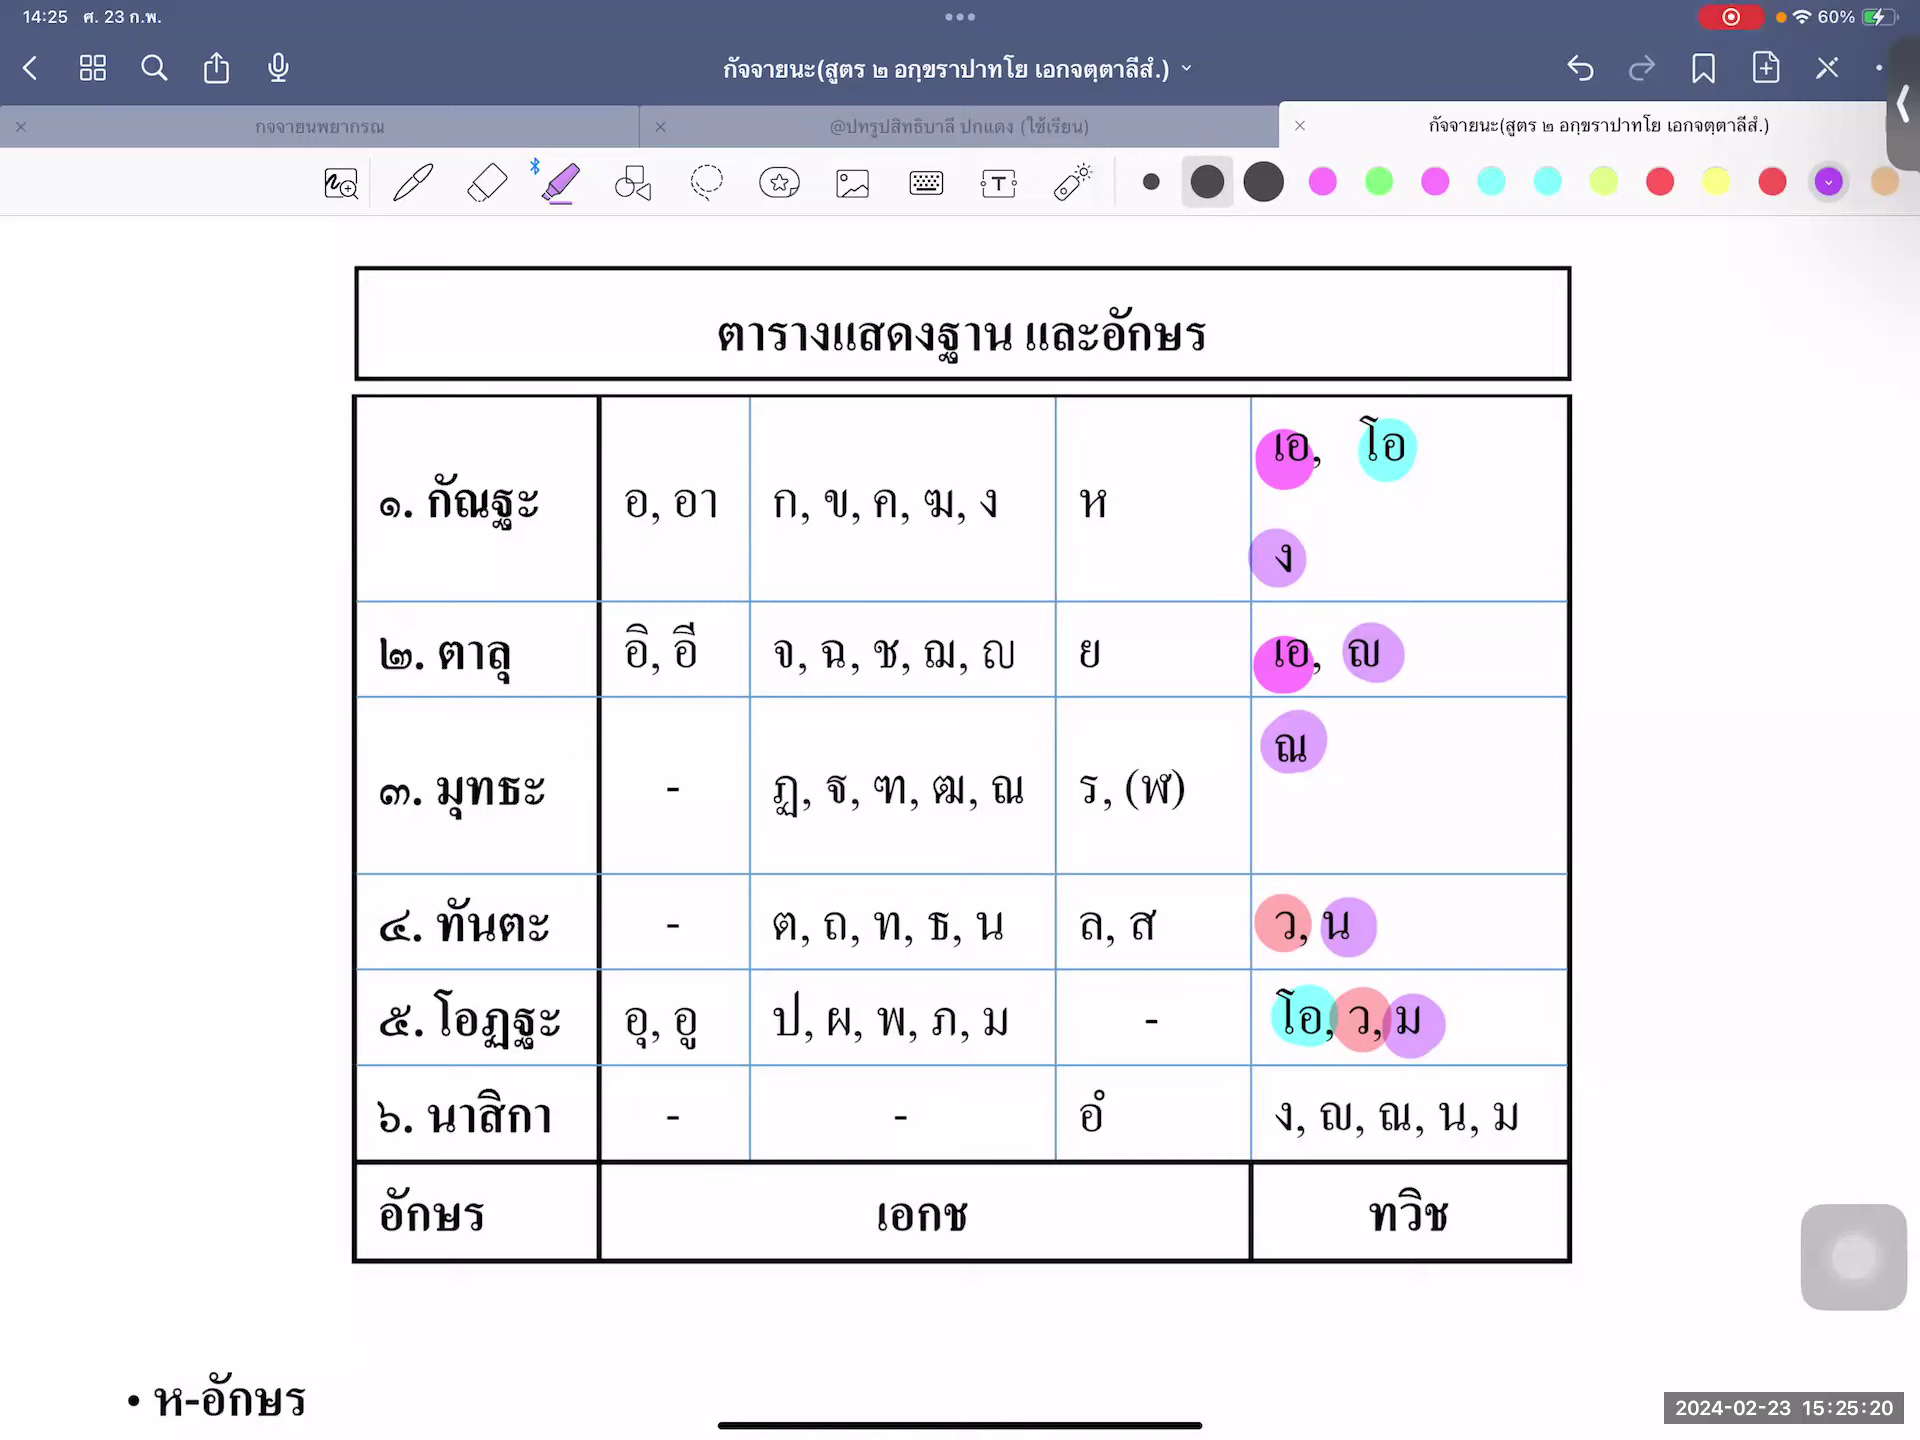 14:25 ศ. 23 ก.พ.
60%
กัจจายนะ(สูตร ๒ อกฺขราปาทโย เอกจตฺตาลีสํ.)
กจจายนพยากรณ
@ปทรูปสิทธิบาลี ปกแดง (ใช้เรียน)
กัจจายนะ(สูตร ๒ อกฺขราปาทโย เอกจตฺตาลีสํ.)
ตารางแสดงฐาน และอักษร
๑. กัณฐะ อ, อา ก, ข, ค, ฆ, ง ห เอ, โอ
ง
๒. ตาลุ อิ, อี จ, ฉ, ช, ฌ, ญ ย เอ, ญ
๓. มุทธะ - ฏ, ฐ, ฑ, ฒ, ณ ร, (ฬ) ณ
๔. ทันตะ - ต, ถ, ท, ธ, น ล, ส ว, น
๕. โอฏฐะ อุ, อู ป, ผ, พ, ภ, ม - โอ, ว, ม
๖. นาสิกา - - อํ ง, ญ, ณ, น, ม
อักษร เอกช ทวิช
• ห-อักษร
2024-02-23 15:25:20